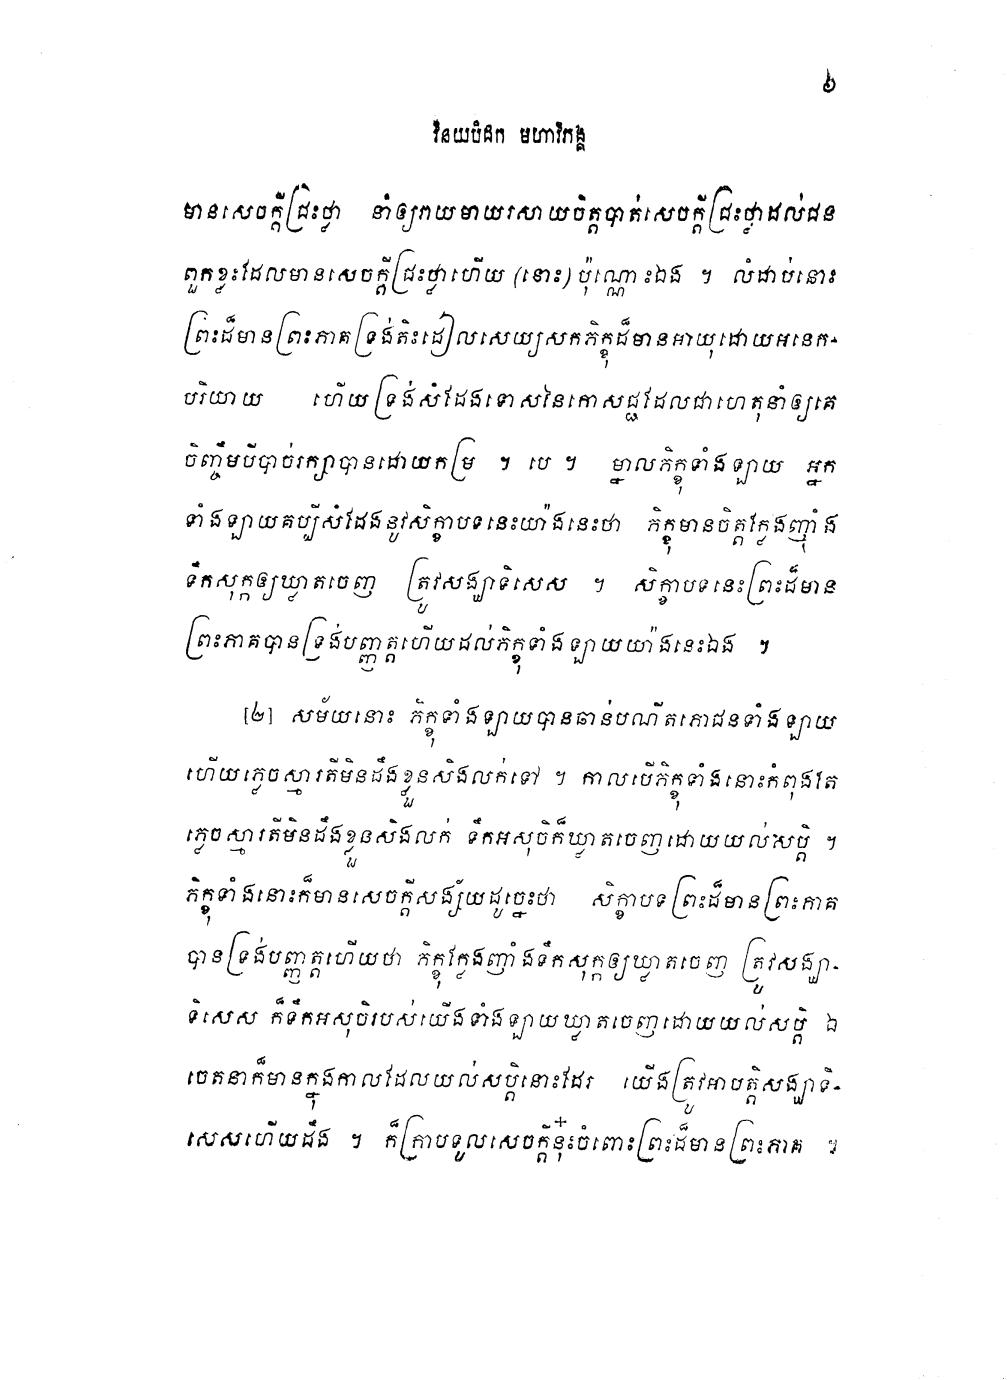 ៦
វិនយបិដក មហាវិភង្គ
មានសេចក្តីជ្រះថ្លា នាំឲ្យរាយមាយរសាយចិត្តបាត់សេចក្តីជ្រះថ្លាដល់ជន
ពួកខ្លះដែលមានសេចក្តីជ្រះថ្លាហើយ (នោះ) ប៉ុណ្ណោះឯង ។ លំដាប់នោះ
ព្រះដ៏មានព្រះភាគទ្រង់តិះដៀលសេយ្យសកភិក្ខុដ៏មានអាយុដោយអនេក-
បរិយាយ ហើយទ្រង់សំដែងទោសនៃកោសជ្ជដែលជាហេតុនាំឲ្យគេ
ចិញ្ចឹមបីបាច់រក្សាបានដោយកម្រ ។ បេ ។ ម្នាលភិក្ខុទាំងឡាយ អ្នក
ទាំងឡាយគប្បីសំដែងនូវសិក្ខាបទនេះយ៉ាងនេះថា ភិក្ខុមានចិត្តក្លែងញ៉ាំង
ទឹកសុក្កឲ្យឃ្លាតចេញ ត្រូវសង្ឃាទិសេស ។ សិក្ខាបទនេះព្រះដ៏មាន
ព្រះភាគបានទ្រង់បញ្ញត្តហើយដល់ភិក្ខុទាំងឡាយយ៉ាងនេះឯង ។
[២] សម័យនោះ ភិក្ខុទាំងឡាយបានឆាន់បណីតភោជនទាំងឡាយ
ហើយភ្លេចស្មារតីមិនដឹងខ្លួនសិងលក់ទៅ ។ កាលបើភិក្ខុទាំងនោះកំពុងតែ
ភ្លេចស្មារតីមិនដឹងខ្លួនសិងលក់ ទឹកអសុចិក៏ឃ្លាតចេញដោយយល់សប្តិ ។
ភិក្ខុទាំងនោះក៏មានសេចក្តីសង្ស័យដូច្នេះថា សិក្ខាបទព្រះដ៏មានព្រះភាគ
បានទ្រង់បញ្ញត្តហើយថា ភិក្ខុក្លែងញ៉ាំងទឹកសុក្កឲ្យឃ្លាតចេញ ត្រូវសង្ឃា-
ទិសេស ក៏ទឹកអសុចិរបស់យើងទាំងឡាយឃ្លាតចេញដោយយល់សប្តិ ឯ
ចេតនាក៏មានក្នុងកាលដែលយល់សប្តិនោះដែរ យើងត្រូវអាបត្តិសង្ឃាទិ-
សេសហើយដឹង ។ ក៏ក្រាបទូលសេចក្តីនុ៎ះចំពោះព្រះដ៏មានព្រះភាគ ។